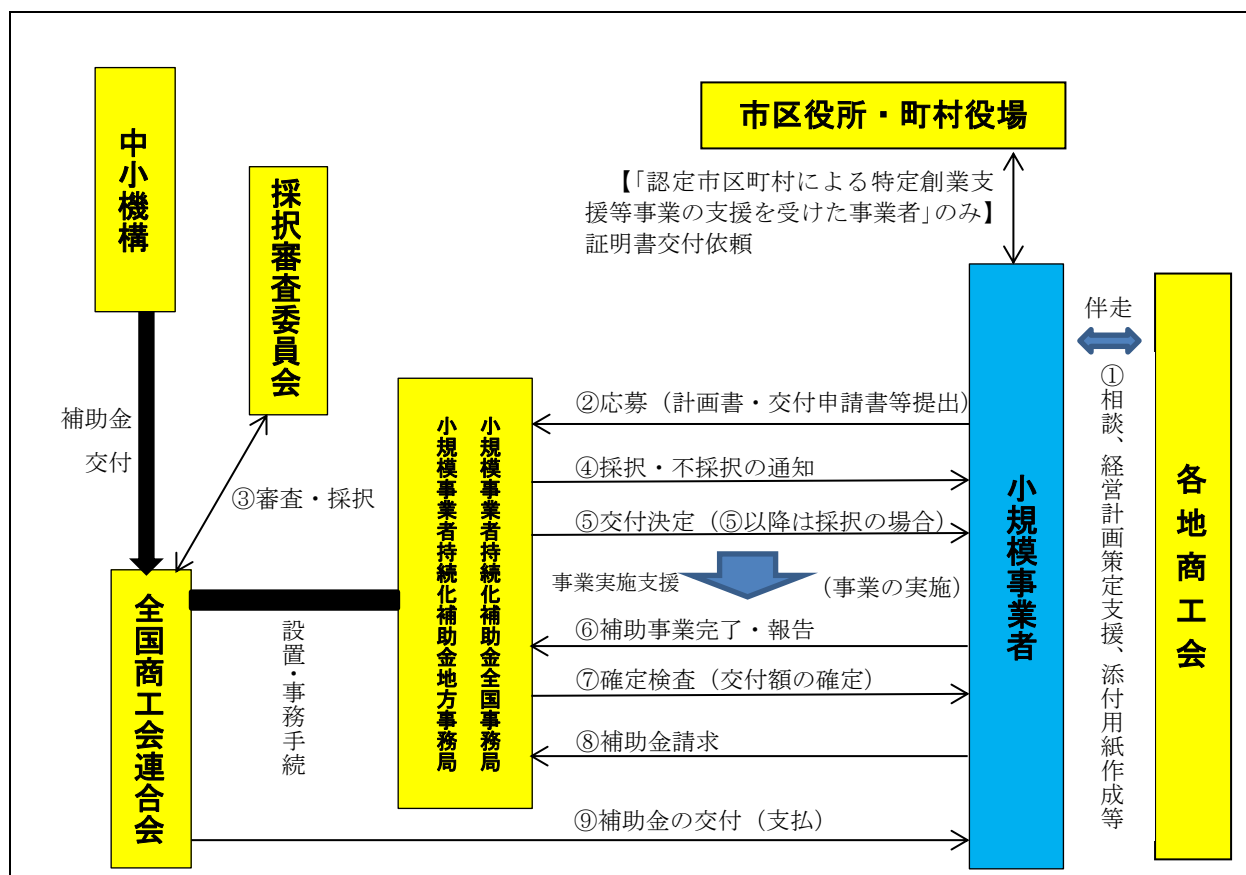 中小機構
採択審査委員会
市区役所・町村役場
【「認定市区町村による特定創業支
援等事業の支援を受けた事業者」のみ】
証明書交付依頼
補助金
交付
③審査・採択
全国商工会連合会
設置・事務手続
小規模事業者持続化補助金全国事務局
小規模事業者持続化補助金地方事務局
②応募（計画書・交付申請書等提出）
④採択・不採択の通知
⑤交付決定（⑤以降は採択の場合）
事業実施支援
（事業の実施）
⑥補助事業完了・報告
⑦確定検査（交付額の確定）
⑧補助金請求
⑨補助金の交付（支払）
小規模事業者
伴走
①相談、経営計画策定支援、添付用紙作成等
各地商工会